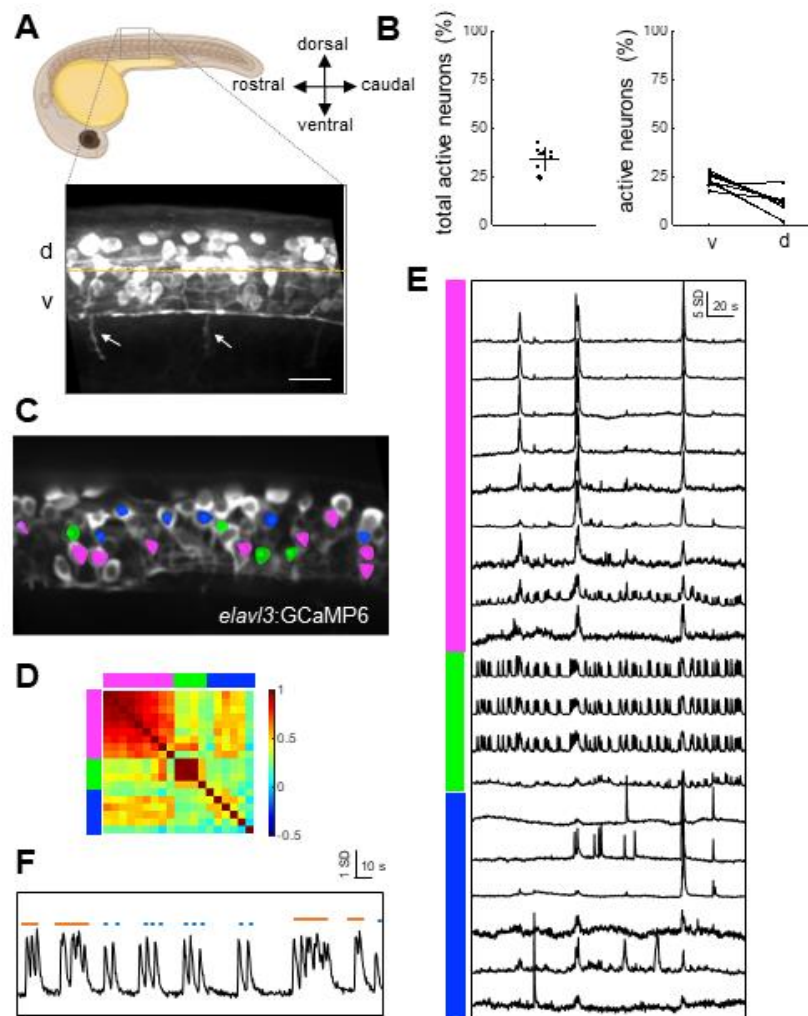 A
dorsal
rostral
caudal
ventral
d
v
B
total active neurons (%)
100
75
50
25
0
active neurons (%)
100
75
50
25
0
v
d
C
elavl3:GCaMP6
D
1
0.5
0
-0.5
E
5 SD
20 s
F
1 SD
10 s